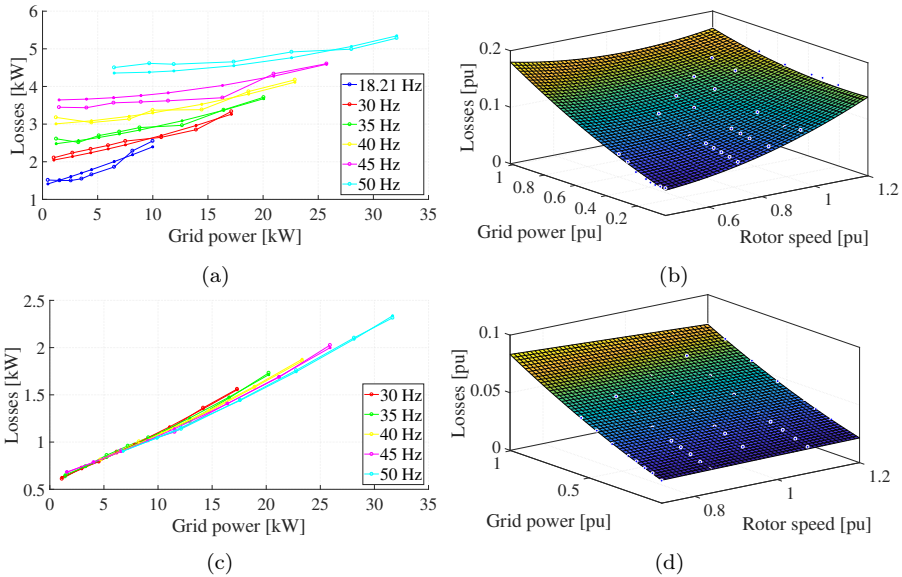 6
5
4
3
2
1
Losses [kW]
0 5 10 15 20 25 30 35
Grid power [kW]
18.21 Hz
30 Hz
35 Hz
40 Hz
45 Hz
50 Hz
(a)
0.2
0.1
0
Losses [pu]
0.8 0.6 0.4 0.2
Grid power [pu]
0.6 0.8 1 1.2
Rotor speed [pu]
(b)
2.5
2
1.5
1
0.5
Losses [kW]
0 5 10 15 20 25 30 35
Grid power [kW]
30 Hz
35 Hz
40 Hz
45 Hz
50 Hz
(c)
0.1
0.05
0
Losses [pu]
1 0.5
Grid power [pu]
0.8 1 1.2
Rotor speed [pu]
(d)